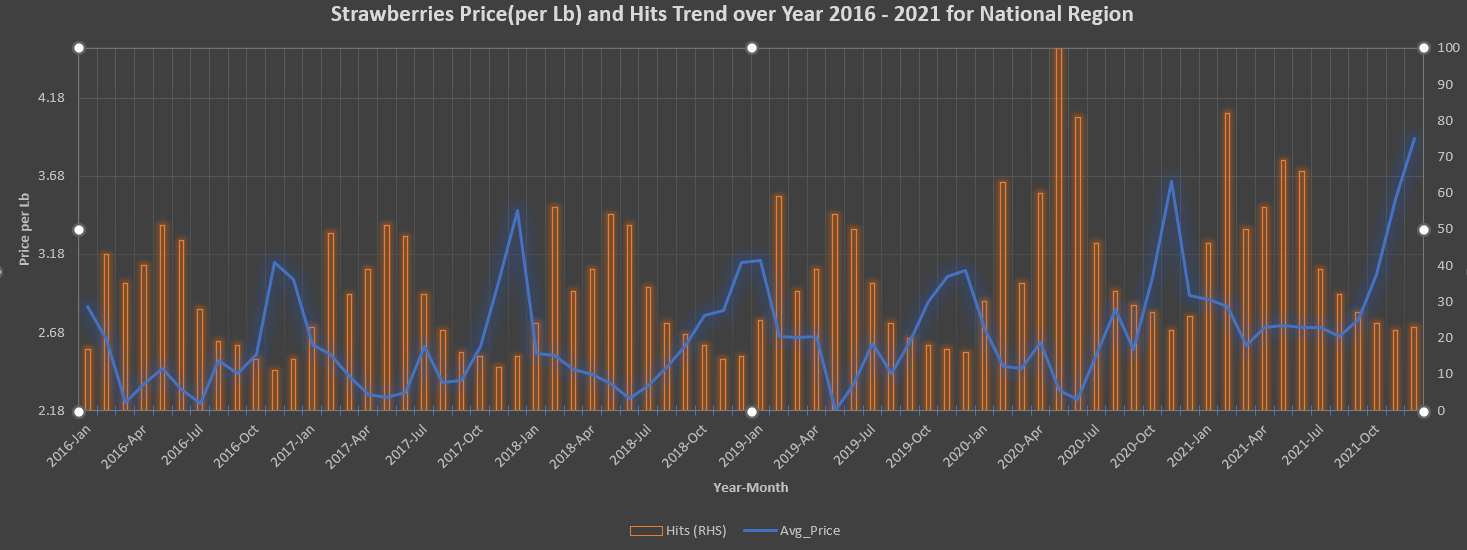 Strawberries Price(per Lb) and Hits Trend over Year 2016 - 2021 for National Region
100
90
4.18
80
70
3.68
60
Price per Lb
50
3.18
40
30
2.68
20
10
2.18
0
2016-Jan
2016-Apr
2016-Jul
2016-Oct
2017-Jan
2017-Apr
2017-Jul
2017-Oct
2018-Jan
2018-Apr
2018-Jul
2018-Oct
2019-Jan
2019-Apr
2019-Jul
2019-Oct
2020-Jan
2020-Apr
2020-Jul
2020-Oct
2021-Jan
2021-Apr
2021-Jul
2021-Oct
Year-Month
Hits (RHS)
Avg_Price